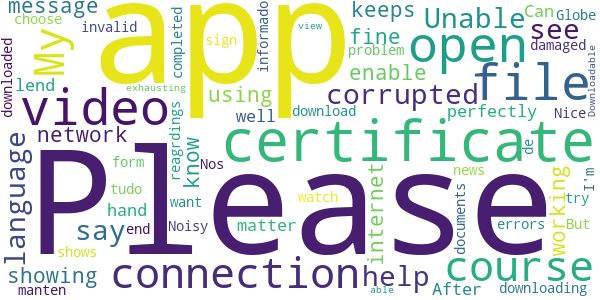 message keeps Unable Can Globe
choose invalid My app completed sign informado view problem see damaged
downloaded lend fine open Nice
video using enable file Downloadable
network well corrupted download perfectly
language know certificate
reagrdings internet
form Nos de news I'm
tudo hand Please want watch documents working try
say Noisy matter errors But
shows end exhausting
showing connection help course
manten able After downloading